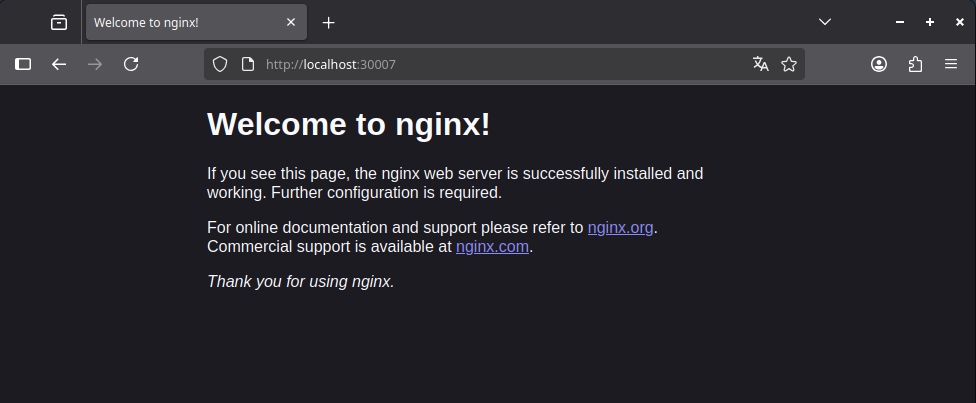 Welcome to nginx!
http://localhost:30007
Welcome to nginx!
If you see this page, the nginx web server is successfully installed and
working. Further configuration is required.
For online documentation and support please refer to nginx.org.
Commercial support is available at nginx.com.
Thank you for using nginx.